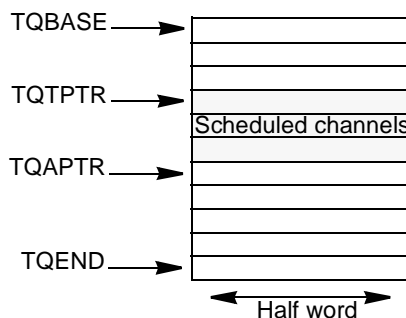 TQBASE
TQTPTR
Scheduled channels
TQAPTR
TQEND
Half word